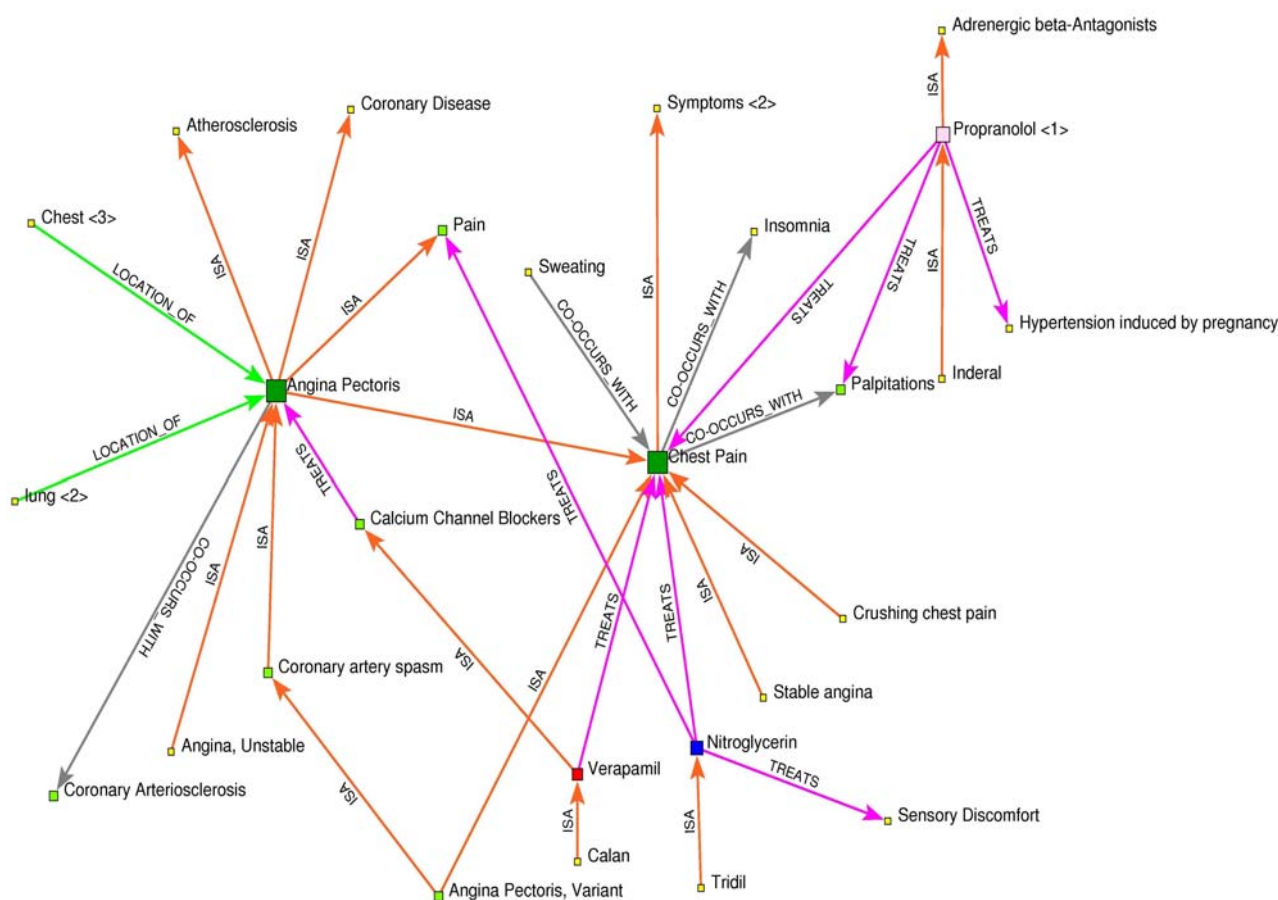 Adrenergic beta-Antagonists
ISA
Coronary Disease
Symptoms <2>
Atherosclerosis
Propranolol <1>
Chest <3>
Pain
Insomnia
TREATS
Sweating
ISA
ISA
TREATS
ISA
ISA
LOCATION_OF
ISA
CO-OCCURS_WITH
CO-OCCURS_WITH
TREATS
Hypertension induced by pregnancy
Inderal
Angina Pectoris
Palpitations
ISA
CO-OCCURS_WITH
LOCATION_OF
Chest Pain
TREATS
TREATS
lung <2>
Calcium Channel Blockers
ISA
CO-OCCURS_WITH
ISA
ISA
ISA
TREATS
TREATS
Crushing chest pain
Coronary artery spasm
ISA
ISA
Stable angina
Angina, Unstable
Nitroglycerin
Verapamil
TREATS
Coronary Arteriosclerosis
ISA
ISA
ISA
Sensory Discomfort
Calan
Tridil
Angina Pectoris, Variant